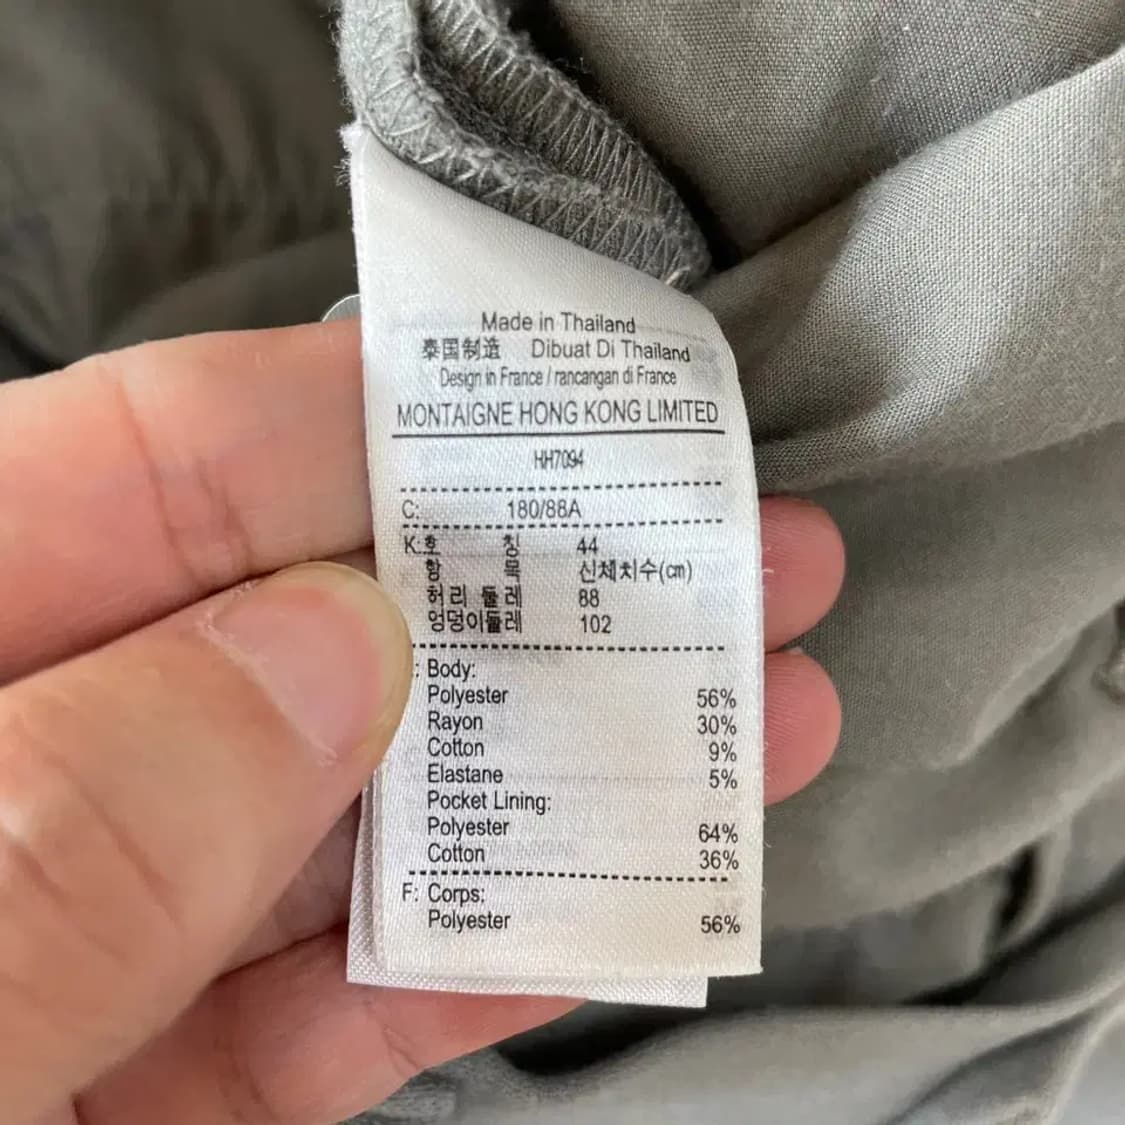 Made in Thailand
泰国制造 Dibuat Di Thailand
Design in France / rancangan di France
MONTAIGNE HONG KONG LIMITED
HH7094
C: 180/88A
K: 호 칭 44
항 목 신체치수(cm)
허리 둘레 88
엉덩이둘레 102
: Body:
Polyester 56%
Rayon 30%
Cotton 9%
Elastane 5%
Pocket Lining:
Polyester 64%
Cotton 36%
F: Corps:
Polyester 56%